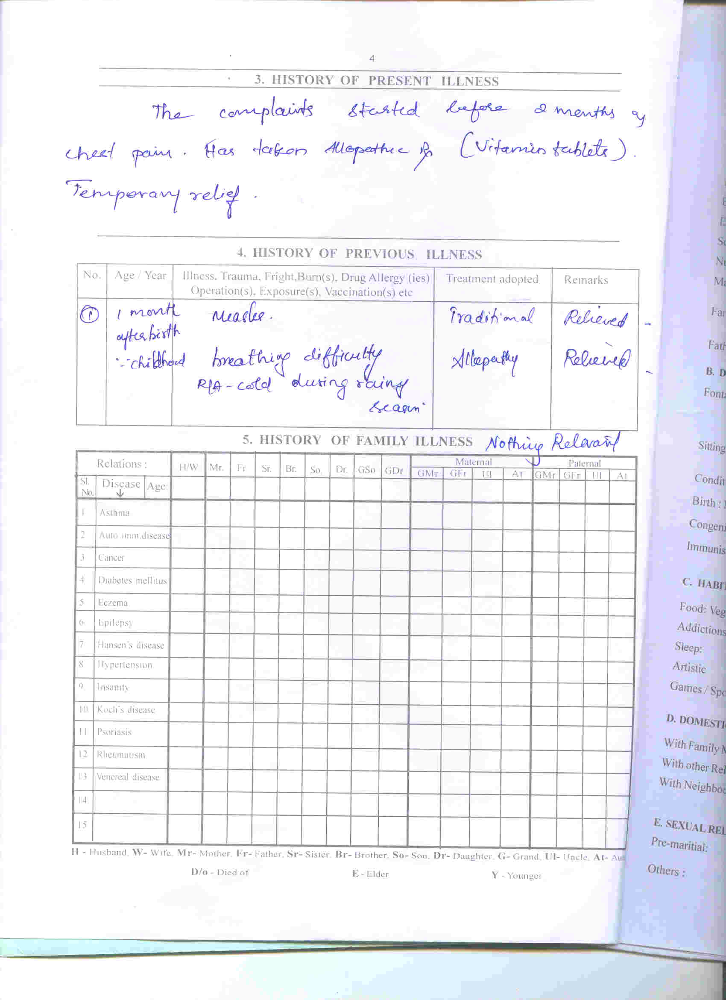 4
3. HISTORY OF PRESENT ILLNESS
The complaints started before 2 months of
chest pain. Has taken Allopathic Rx (Vitamin tablets).
Temporary relief.
4. HISTORY OF PREVIOUS ILLNESS
No. Age / Year Illness, Trauma, Fright,Burn(s), Drug Allergy (ies) Treatment adopted Remarks
Operation(s), Exposure(s), Vaccination(s) etc
① 1 month Measles. Traditional Relieved -
after birth
childhood breathing difficulty Allopathy Relieved -
R/A-cold during rainy
season
5. HISTORY OF FAMILY ILLNESS Nothing Relevant
Relations : H/W Mr. Fr Sr. Br. So. Dr. GSo GDr Maternal Paternal
GMr GFr Ul At GMr GFr Ul At
Sl. No. Disease ↓ Age:
1 Asthma
2 Auto imm.disease
3 Cancer
4 Diabetes mellitus
5 Eczema
6 Epilepsy
7 Hansen's disease
8 Hypertension
9 Insanity
10 Koch's disease
11 Psoriasis
12 Rheumatism
13 Venereal disease
14
15
H - Husband, W- Wife, Mr- Mother, Fr- Father, Sr- Sister, Br- Brother, So- Son, Dr- Daughter, G- Grand, Ul- Uncle, At- Au
D/o - Died of E - Elder Y - Younger
Far
Fath
B. D
Font
Sitting
Condit
Birth :
Congeni
Immunis
C. HABIT
Food: Veg
Addictions
Sleep:
Artistic
Games / Spo
D. DOMESTI
With Family
With other Rel
With Neighbou
E. SEXUAL REL
Pre-maritial:
Others :